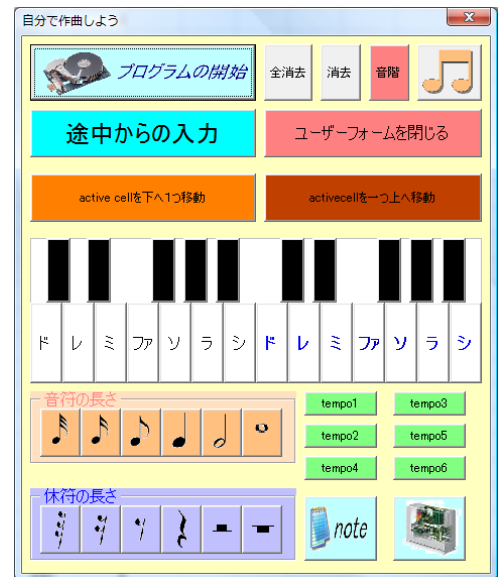 自分で作曲しよう
プログラムの開始
全消去
消去
音階
途中からの入力
ユーザーフォームを閉じる
active cellを下へ1つ移動
activecellを一つ上へ移動
ド レ ミ ファ ソ ラ シ ド レ ミ ファ ソ ラ シ
音符の長さ
tempo1 tempo3
tempo2 tempo5
tempo4 tempo6
休符の長さ
note